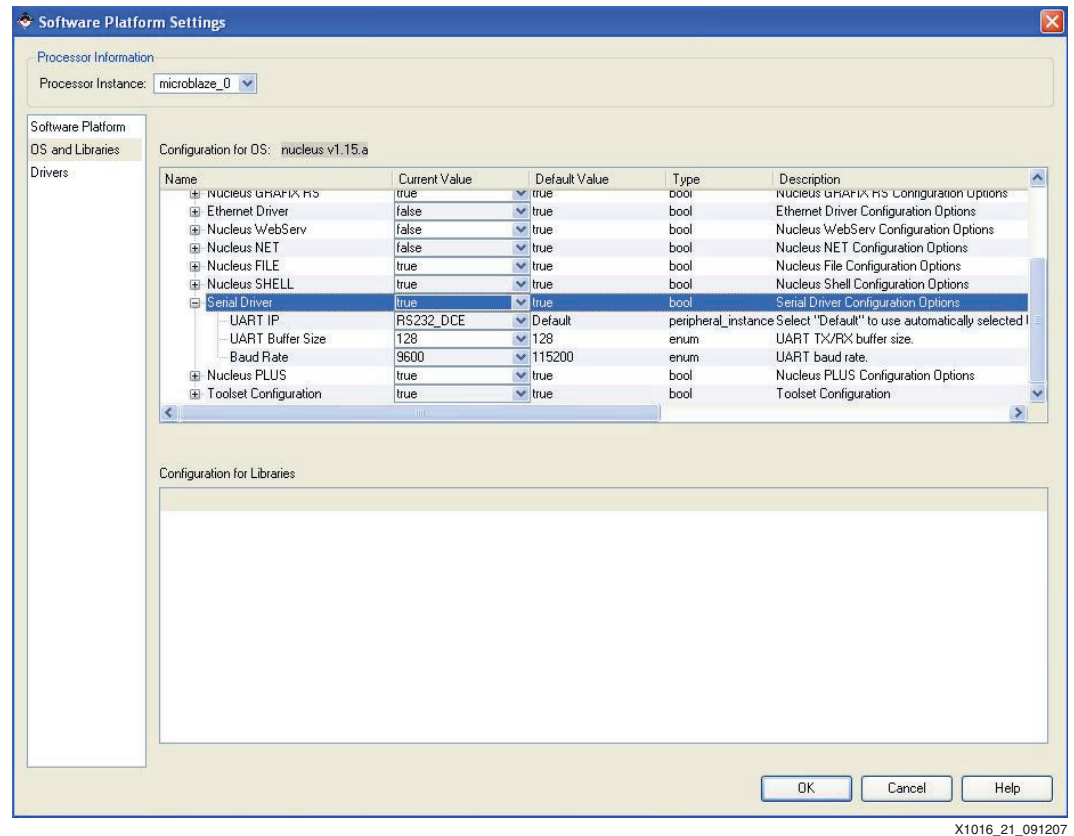 Software Platform Settings
Processor Information
Processor Instance: microblaze_0
Software Platform
OS and Libraries
Drivers
Configuration for OS: nucleus v1.15.a
Name Current Value Default Value Type Description
Nucleus GRAFIX RS true true bool Nucleus GRAFIX RS Configuration Options
Ethernet Driver false true bool Ethernet Driver Configuration Options
Nucleus WebServ false true bool Nucleus WebServ Configuration Options
Nucleus NET false true bool Nucleus NET Configuration Options
Nucleus FILE true true bool Nucleus File Configuration Options
Nucleus SHELL true true bool Nucleus Shell Configuration Options
Serial Driver true true bool Serial Driver Configuration Options
UART IP RS232_DCE Default peripheral_instance Select "Default" to use automatically selected
UART Buffer Size 128 128 enum UART TX/RX buffer size.
Baud Rate 9600 115200 enum UART baud rate.
Nucleus PLUS true true bool Nucleus PLUS Configuration Options
Toolset Configuration true true bool Toolset Configuration
Configuration for Libraries
OK Cancel Help
X1016_21_091207